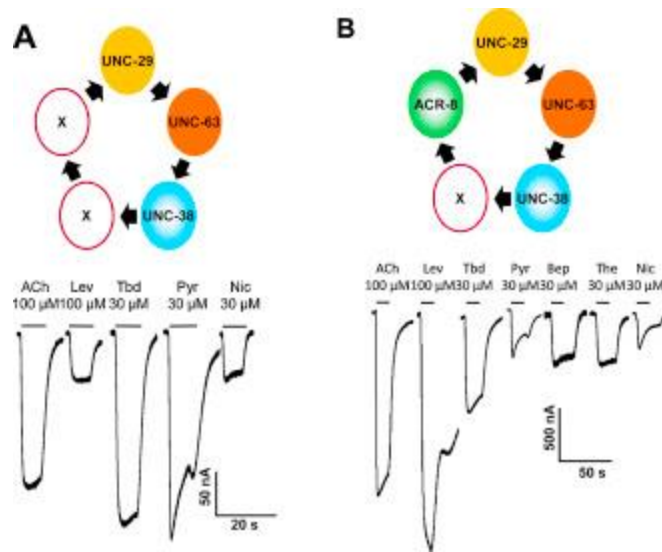 A
UNC-29
X
UNC-63
X
UNC-38
ACh Lev Tbd Pyr Nic
100 µM 100 µM 30 µM 30 µM 30 µM
50 nA
20 s
B
UNC-29
ACR-8
UNC-63
X
UNC-38
ACh Lev Tbd Pyr Bep The Nic
100 µM 100 µM 30 µM 30 µM 30 µM 30 µM 30 µM
500 nA
50 s